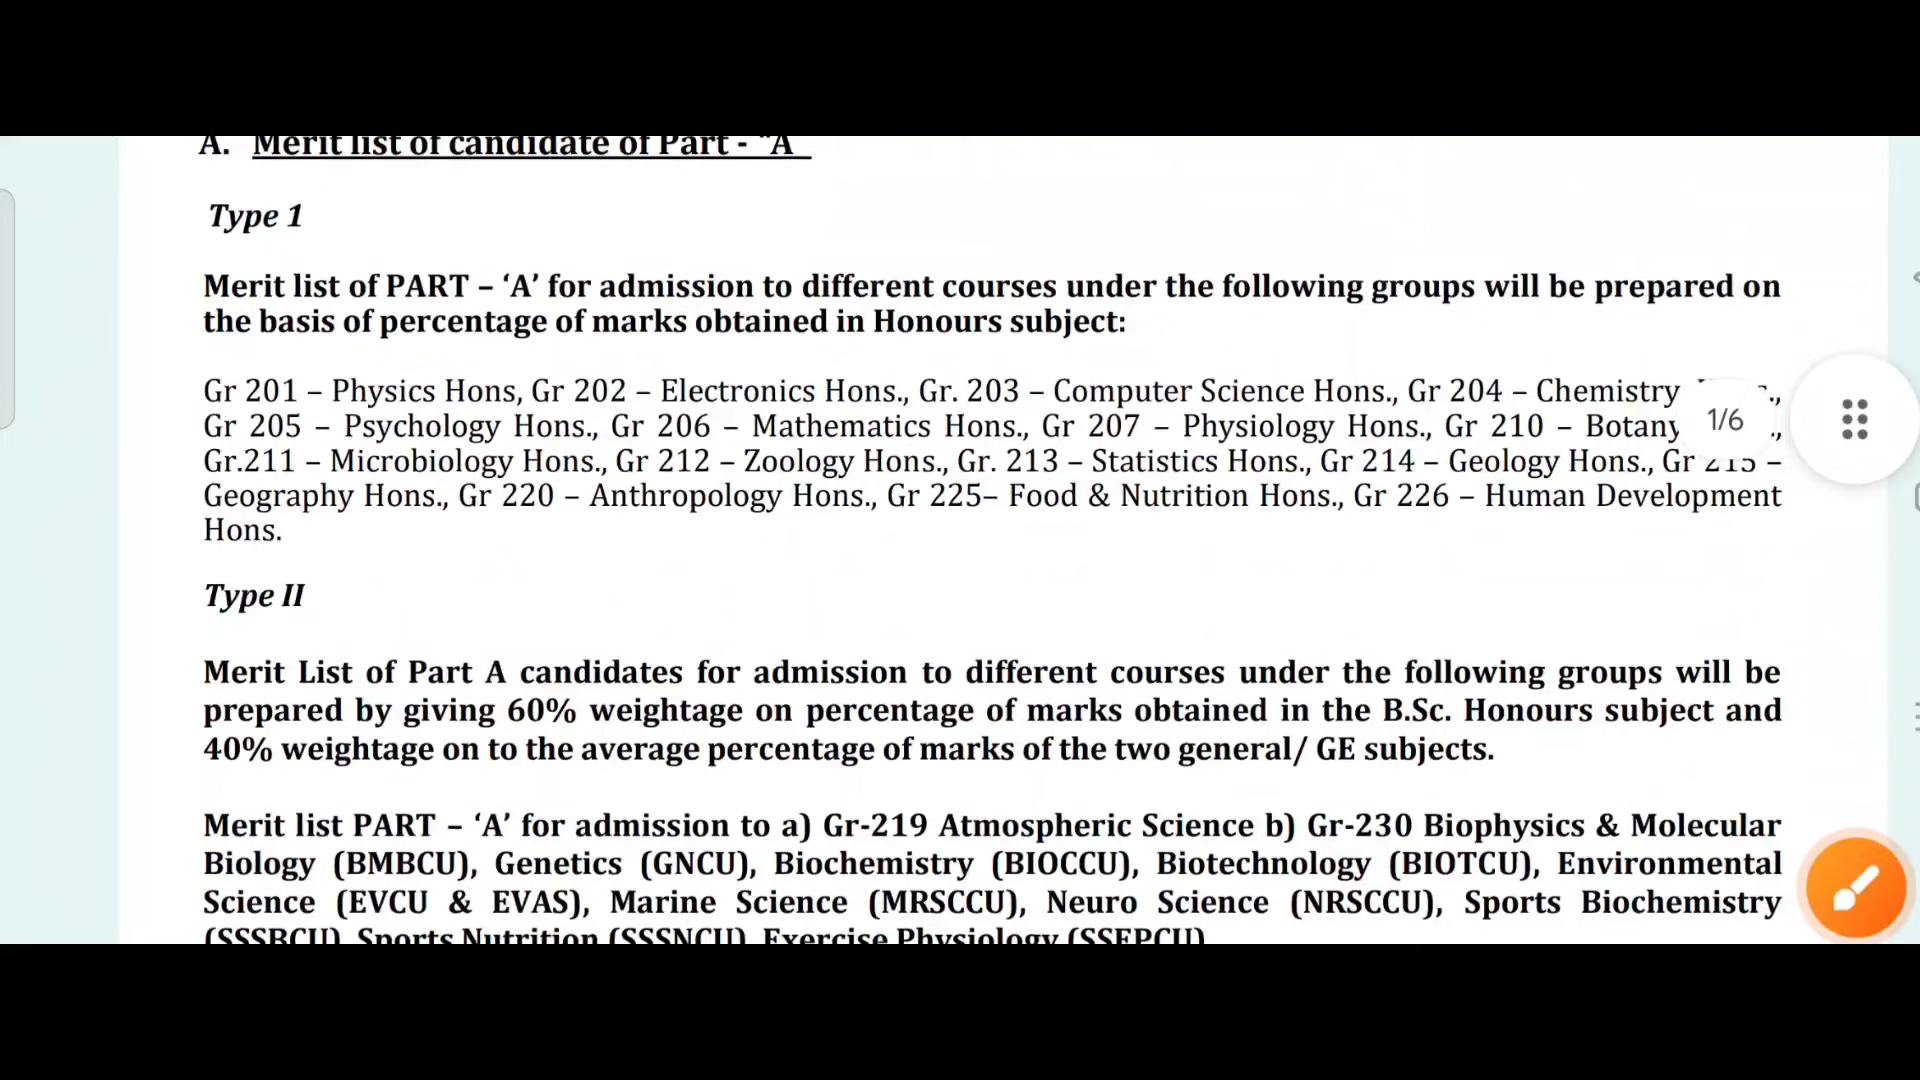 A. Merit list of candidate of Part - "A
Type 1
Merit list of PART – ‘A’ for admission to different courses under the following groups will be prepared on
the basis of percentage of marks obtained in Honours subject:
Gr 201 – Physics Hons, Gr 202 – Electronics Hons., Gr. 203 – Computer Science Hons., Gr 204 – Chemistry
Gr 205 – Psychology Hons., Gr 206 – Mathematics Hons., Gr 207 – Physiology Hons., Gr 210 – Botany
1/6
Gr.211 – Microbiology Hons., Gr 212 – Zoology Hons., Gr. 213 – Statistics Hons., Gr 214 – Geology Hons., Gr 215 –
Geography Hons., Gr 220 – Anthropology Hons., Gr 225– Food & Nutrition Hons., Gr 226 – Human Development
Hons.
Type II
Merit List of Part A candidates for admission to different courses under the following groups will be
prepared by giving 60% weightage on percentage of marks obtained in the B.Sc. Honours subject and
40% weightage on to the average percentage of marks of the two general/ GE subjects.
Merit list PART – ‘A’ for admission to a) Gr-219 Atmospheric Science b) Gr-230 Biophysics & Molecular
Biology (BMBCU), Genetics (GNCU), Biochemistry (BIOCCU), Biotechnology (BIOTCU), Environmental
Science (EVCU & EVAS), Marine Science (MRSCCU), Neuro Science (NRSCCU), Sports Biochemistry
(SSSBCU), Sports Nutrition (SSSNCU), Exercise Physiology (SSEPCU)